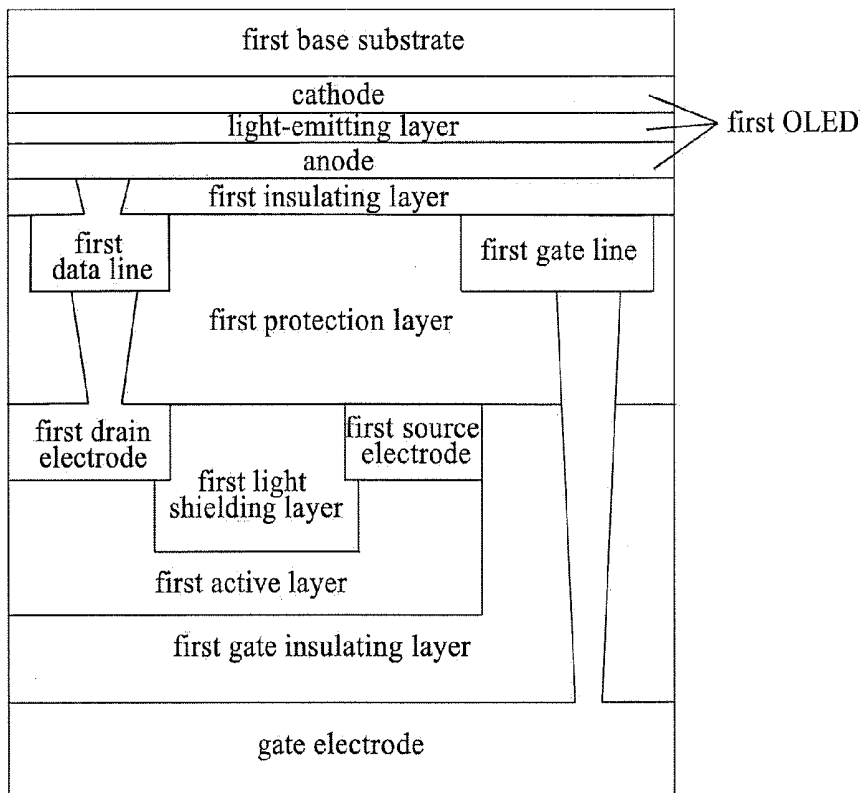 first base substrate
cathode
light-emitting layer
first OLED
anode
first insulating layer
first
data line
first gate line
first protection layer
first drain
electrode
first source
electrode
first light
shielding layer
first active layer
first gate insulating layer
gate electrode